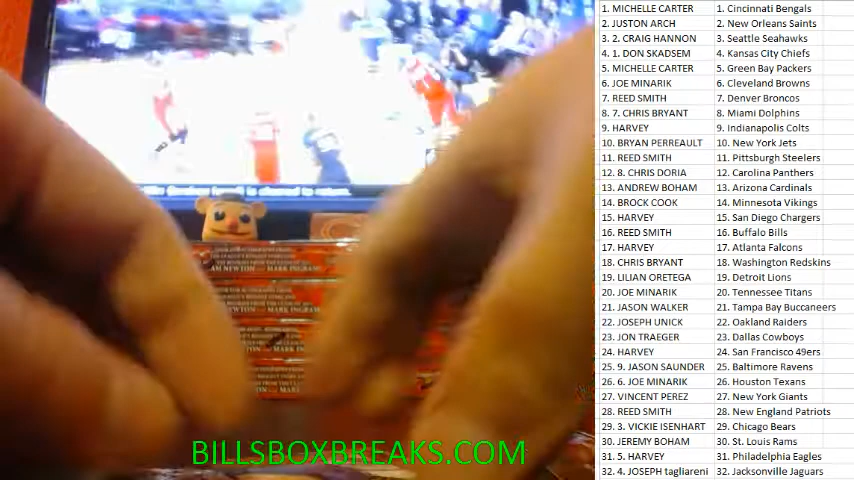 1. MICHELLE CARTER 1. Cincinnati Bengals
2. JUSTON ARCH 2. New Orleans Saints
3. 2. CRAIG HANNON 3. Seattle Seahawks
4. 1. DON SKADSEM 4. Kansas City Chiefs
5. MICHELLE CARTER 5. Green Bay Packers
6. JOE MINARIK 6. Cleveland Browns
7. REED SMITH 7. Denver Broncos
8. 7. CHRIS BRYANT 8. Miami Dolphins
9. HARVEY 9. Indianapolis Colts
10. BRYAN PERREAULT 10. New York Jets
11. REED SMITH 11. Pittsburgh Steelers
12. 8. CHRIS DORIA 12. Carolina Panthers
13. ANDREW BOHAM 13. Arizona Cardinals
14. BROCK COOK 14. Minnesota Vikings
15. HARVEY 15. San Diego Chargers
16. REED SMITH 16. Buffalo Bills
17. HARVEY 17. Atlanta Falcons
18. CHRIS BRYANT 18. Washington Redskins
19. LILIAN ORETEGA 19. Detroit Lions
20. JOE MINARIK 20. Tennessee Titans
21. JASON WALKER 21. Tampa Bay Buccaneers
22. JOSEPH UNICK 22. Oakland Raiders
23. JON TRAEGER 23. Dallas Cowboys
24. HARVEY 24. San Francisco 49ers
25. 9. JASON SAUNDER 25. Baltimore Ravens
26. 6. JOE MINARIK 26. Houston Texans
27. VINCENT PEREZ 27. New York Giants
28. REED SMITH 28. New England Patriots
29. 3. VICKIE ISENHART 29. Chicago Bears
30. JEREMY BOHAM 30. St. Louis Rams
31. 5. HARVEY 31. Philadelphia Eagles
32. 4. JOSEPH tagliareni 32. Jacksonville Jaguars
is cleared to return.
AM NEWTON MARK INGRAM
NEWTON MARK INGRAM
BILLSBOXBREAKS.COM